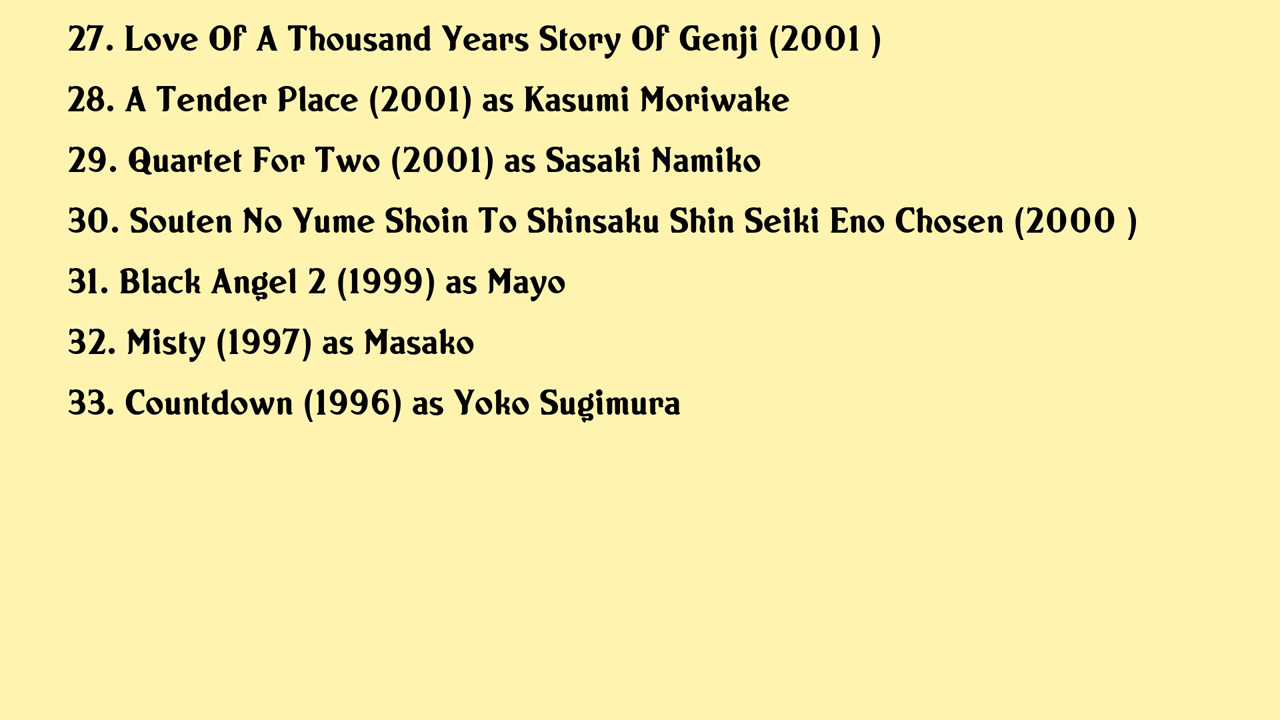 27. Love Of A Thousand Years Story Of Genji (2001 )
28. A Tender Place (2001) as Kasumi Moriwake
29. Quartet For Two (2001) as Sasaki Namiko
30. Souten No Yume Shoin To Shinsaku Shin Seiki Eno Chosen (2000 )
31. Black Angel 2 (1999) as Mayo
32. Misty (1997) as Masako
33. Countdown (1996) as Yoko Sugimura